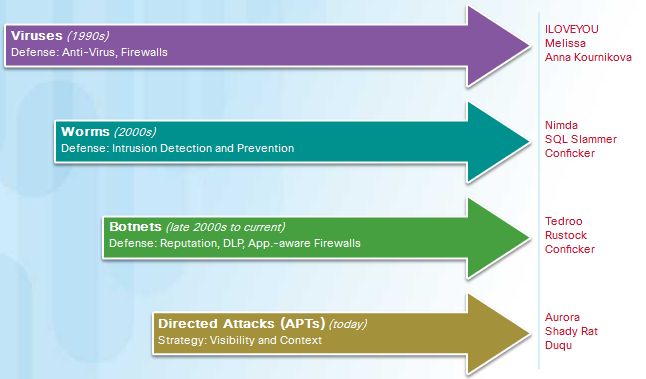 Viruses (1990s)
Defense: Anti-Virus, Firewalls
ILOVEYOU
Melissa
Anna Kournikova
Worms (2000s)
Defense: Intrusion Detection and Prevention
Nimda
SQL Slammer
Conficker
Botnets (late 2000s to current)
Defense: Reputation, DLP, App.-aware Firewalls
Tedroo
Rustock
Conficker
Directed Attacks (APTs) (today)
Strategy: Visibility and Context
Aurora
Shady Rat
Duqu